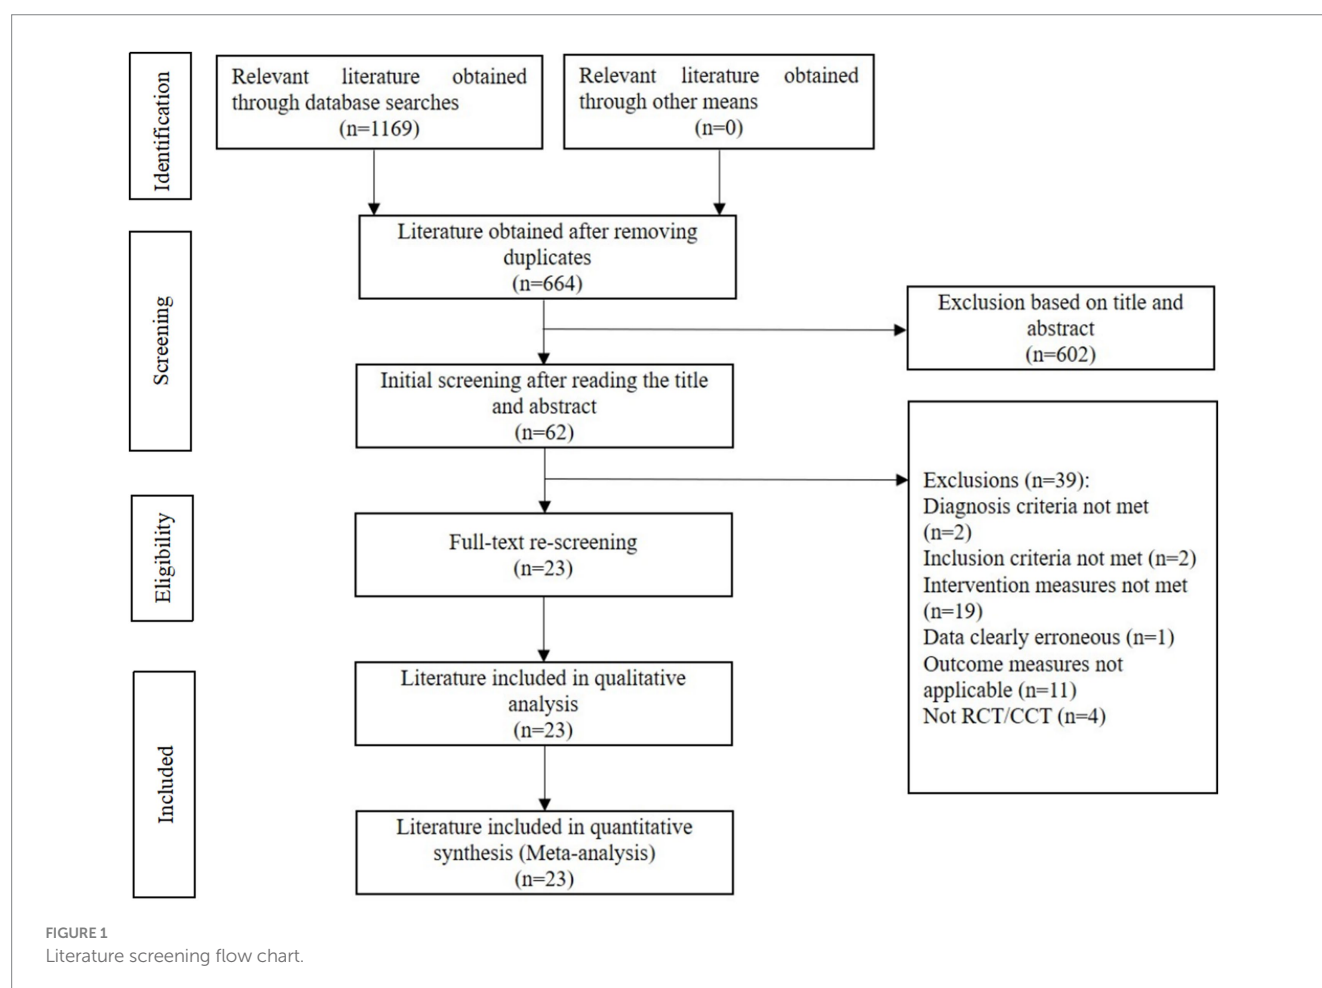 Identification
Relevant literature obtained
through database searches
(n=1169)
Relevant literature obtained
through other means
(n=0)
Screening
Literature obtained after removing
duplicates
(n=664)
Exclusion based on title and
abstract
(n=602)
Initial screening after reading the title
and abstract
(n=62)
Exclusions (n=39):
Diagnosis criteria not met
(n=2)
Inclusion criteria not met (n=2)
Intervention measures not met
(n=19)
Data clearly erroneous (n=1)
Outcome measures not
applicable (n=11)
Not RCT/CCT (n=4)
Eligibility
Full-text re-screening
(n=23)
Included
Literature included in qualitative
analysis
(n=23)
Literature included in quantitative
synthesis (Meta-analysis)
(n=23)
FIGURE 1
Literature screening flow chart.